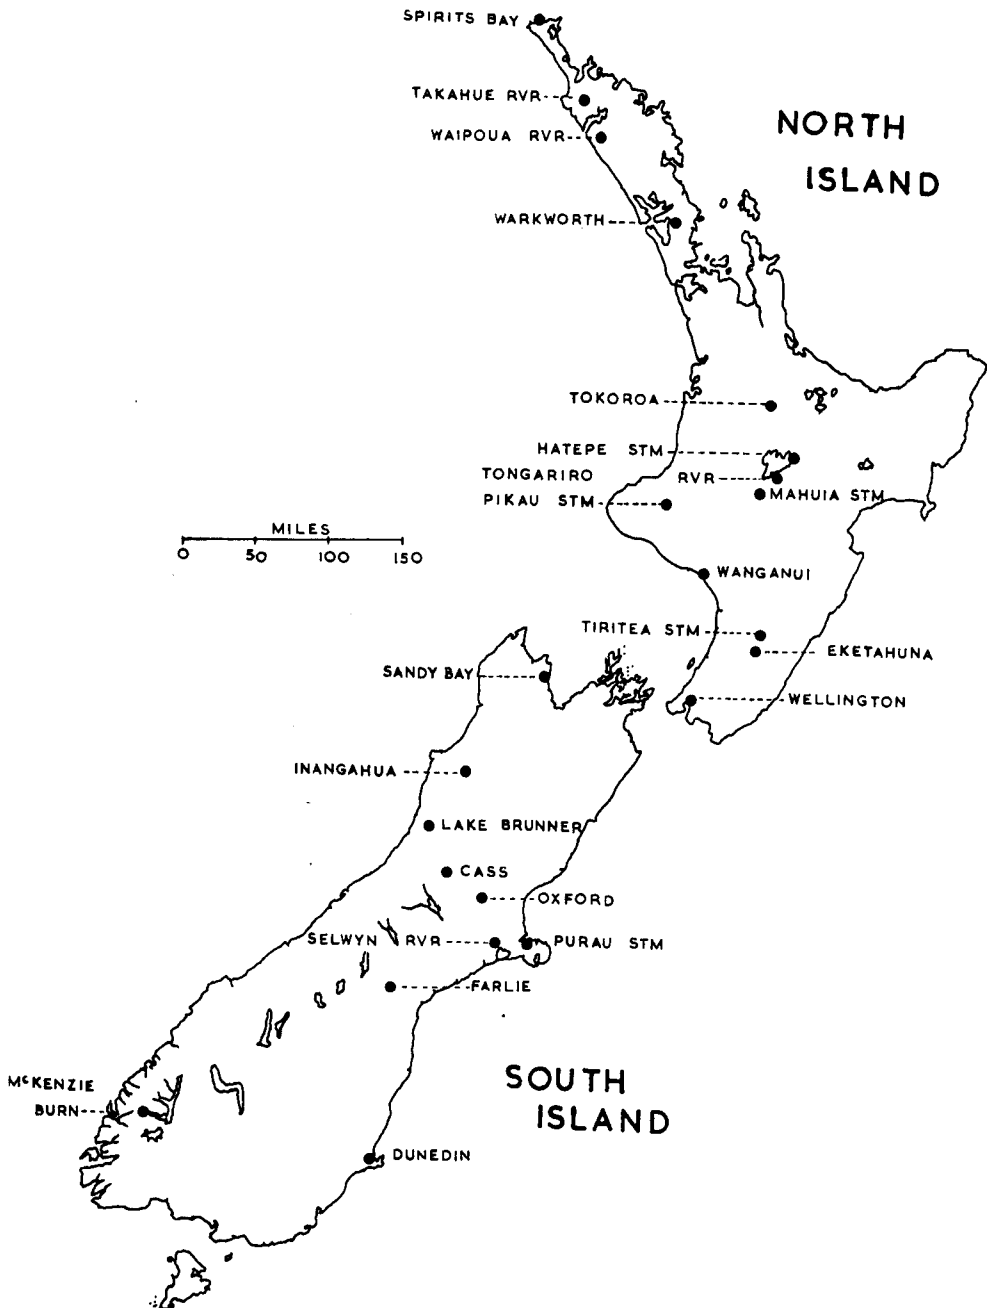 SPIRITS BAY
TAKAHUE RVR
WAIPOUA RVR
NORTH
ISLAND
WARKWORTH
TOKOROA
HATEPE STM
TONGARIRO RVR
PIKAU STM
MAHUIA STM
MILES
0 50 100 150
WANGANUI
TIRITEA STM
EKETAHUNA
SANDY BAY
WELLINGTON
INANGAHUA
LAKE BRUNNER
CASS
OXFORD
SELWYN RVR
PURAU STM
FARLIE
SOUTH
ISLAND
McKENZIE
BURN
DUNEDIN